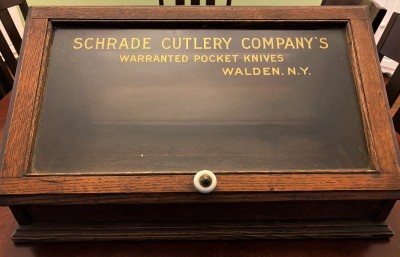 SCHRADE CUTLERY COMPANY'S
WARRANTED POCKET KNIVES
WALDEN, N.Y.